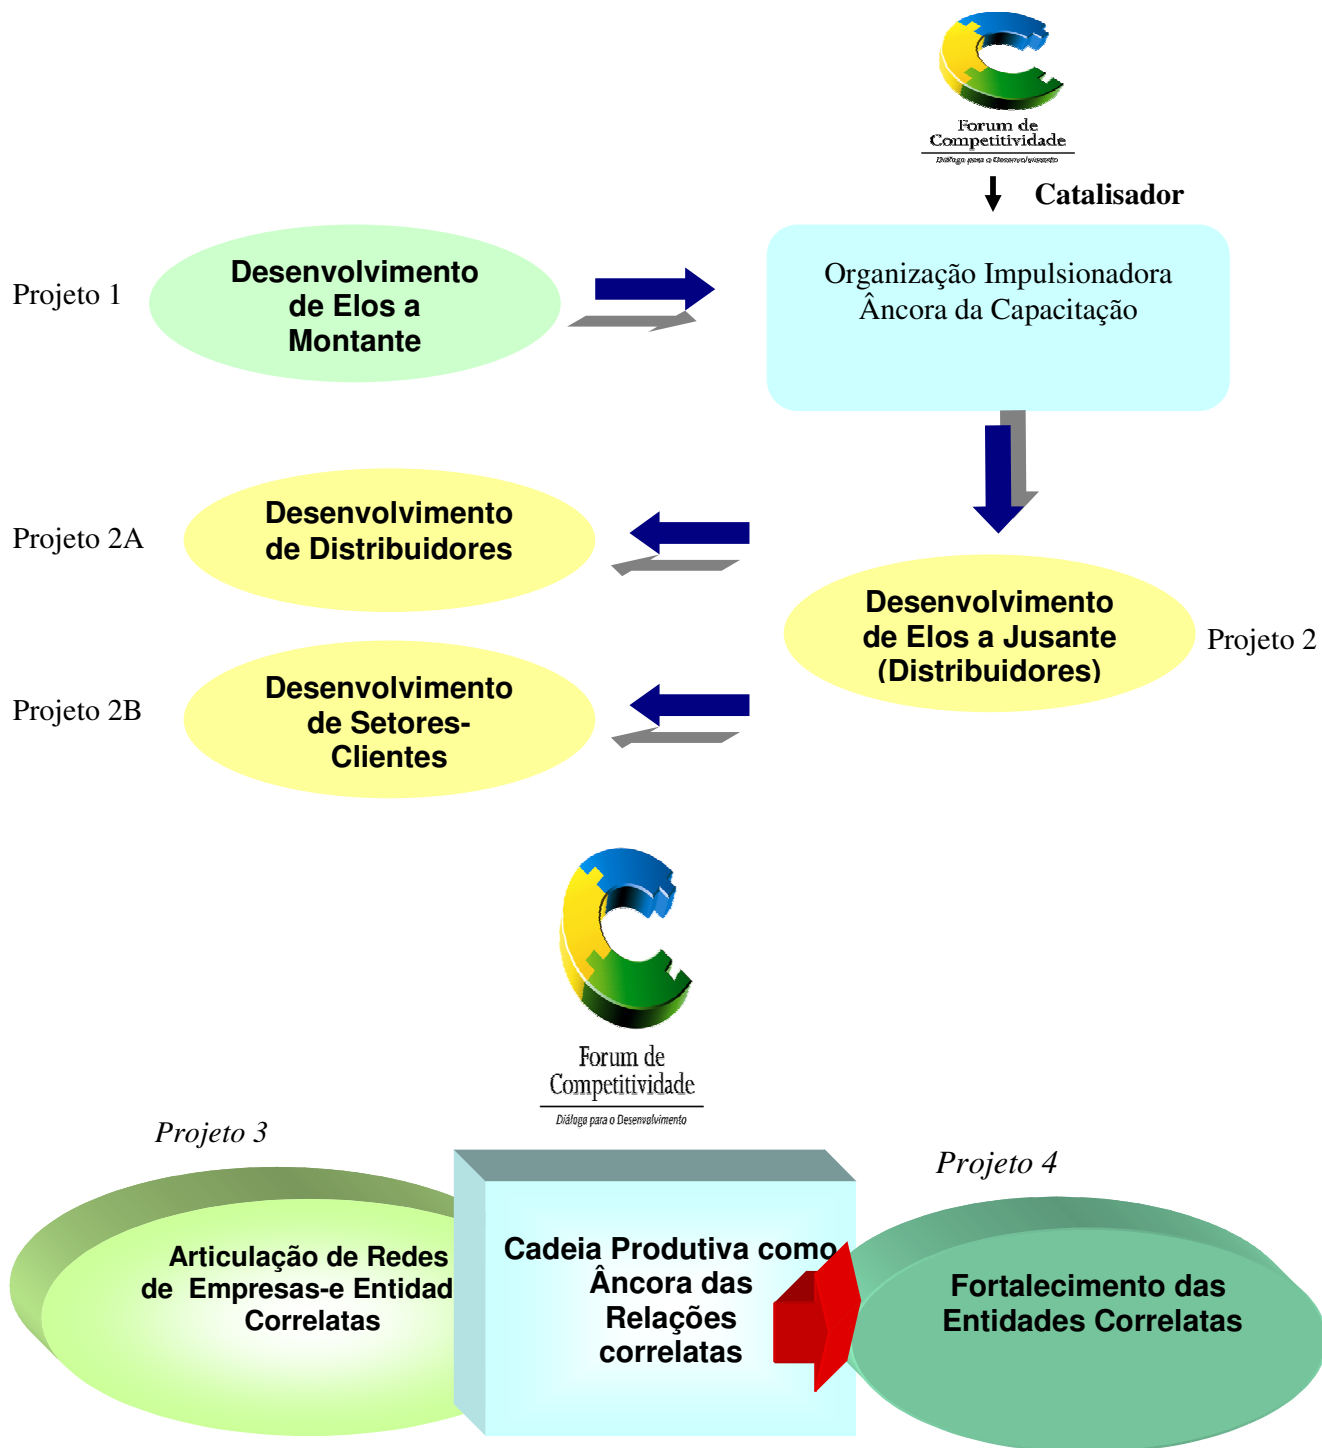 Forum de
Competitividade
Diálogo para o Desenvolvimento
Catalisador
Projeto 1
Desenvolvimento
de Elos a
Montante
Organização Impulsionadora
Âncora da Capacitação
Projeto 2A
Desenvolvimento
de Distribuidores
Desenvolvimento
de Elos a Jusante
(Distribuidores)
Projeto 2
Projeto 2B
Desenvolvimento
de Setores-
Clientes
Forum de
Competitividade
Diálogo para o Desenvolvimento
Projeto 3
Projeto 4
Articulação de Redes
de Empresas-e Entidad
Correlatas
Cadeia Produtiva como
Âncora das
Relações
correlatas
Fortalecimento das
Entidades Correlatas